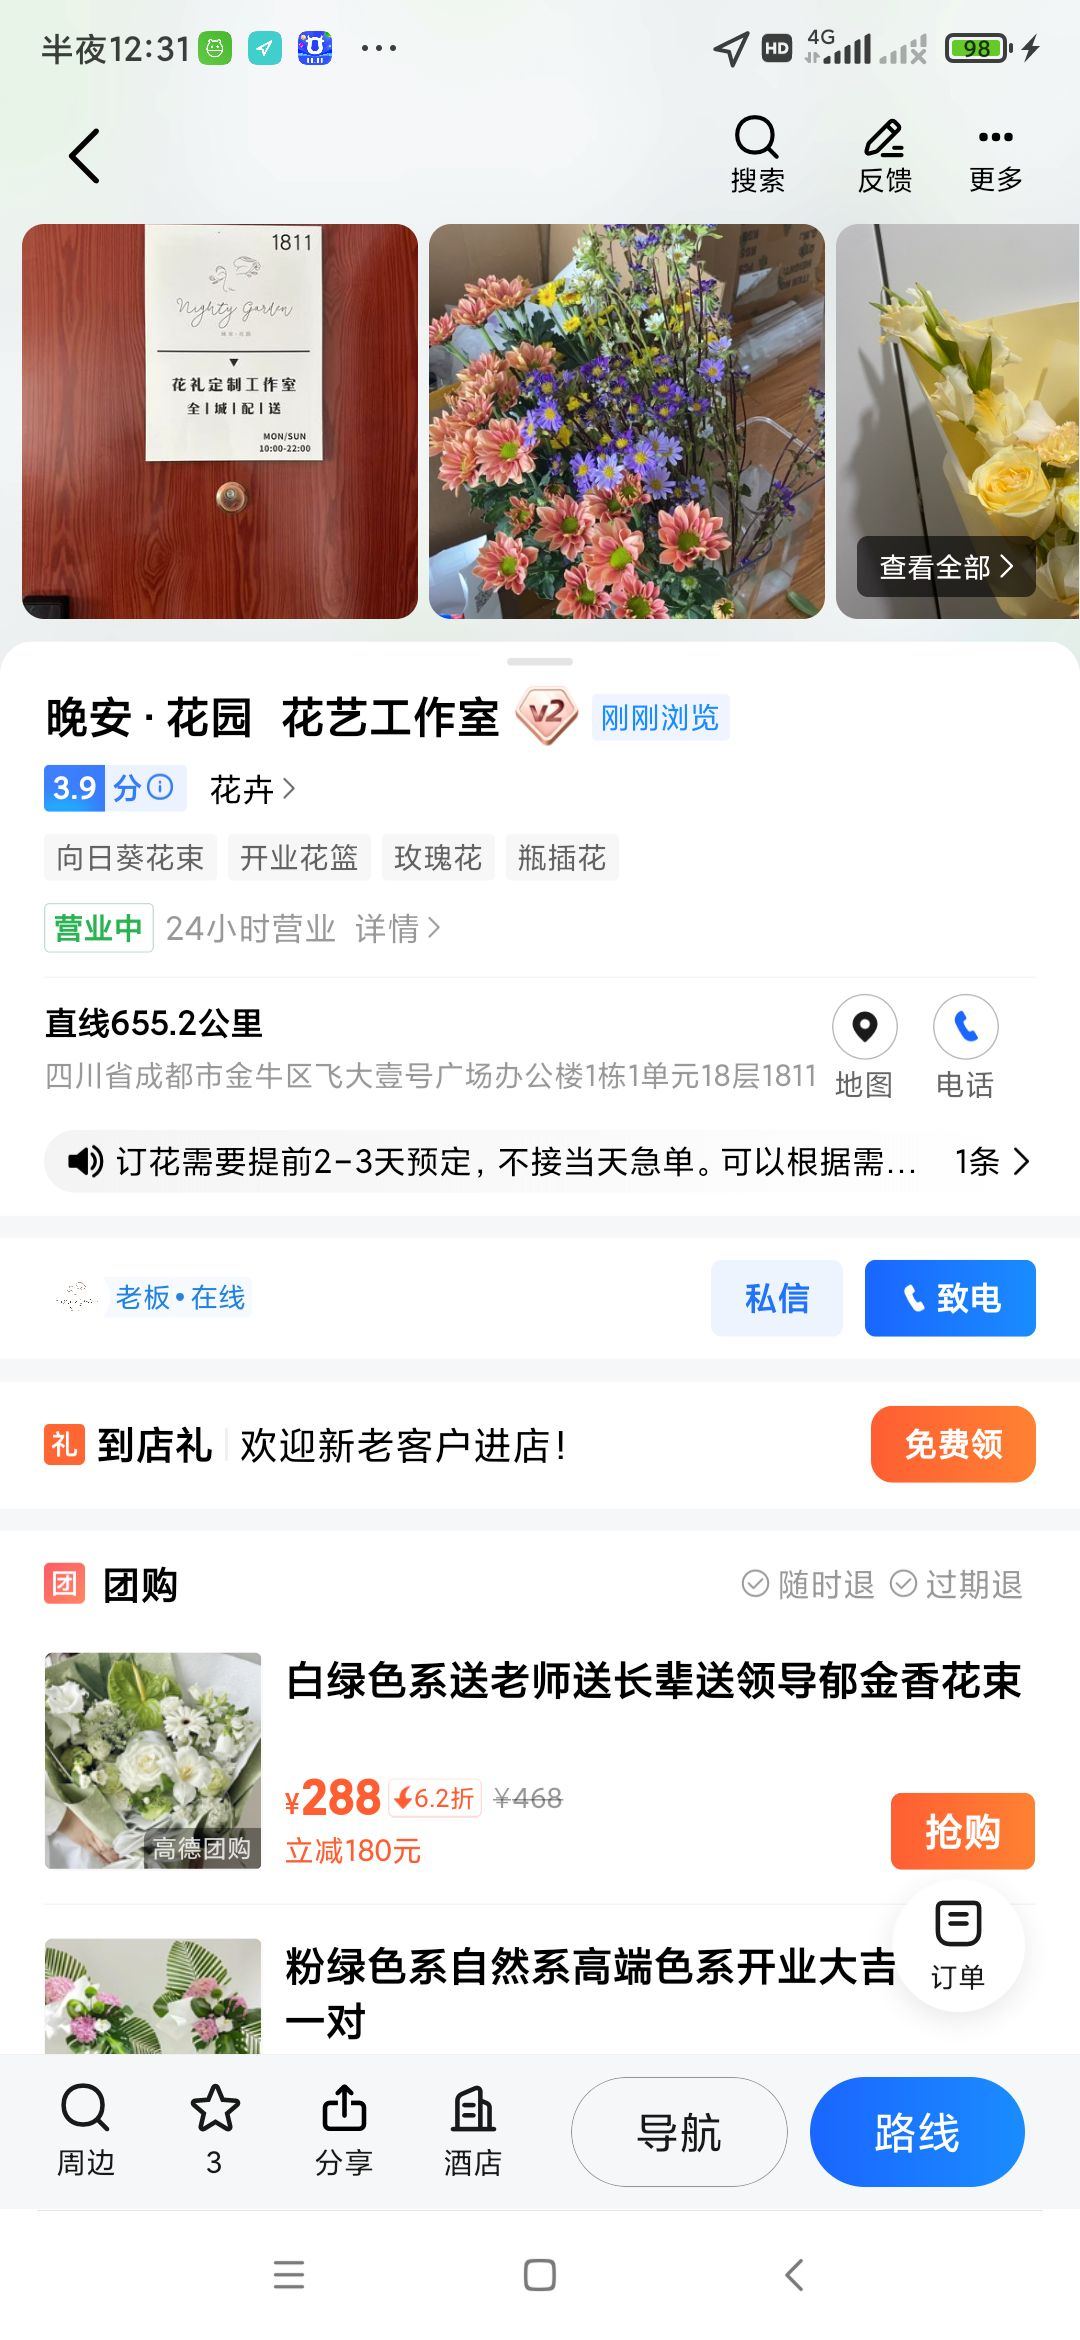 半夜12:31
11.11
HD
4G
98
搜索
反馈
更多
1811
Nighty Garden
花礼定制工作室
全|城|配|送
MON/SUN
10:00-22:00
查看全部
晚安·花园 花艺工作室
v2
刚刚浏览
3.9分
花卉
向日葵花束
开业花篮
玫瑰花
瓶插花
营业中
24小时营业 详情
直线655.2公里
四川省成都市金牛区飞大壹号广场办公楼1栋1单元18层1811
地图
电话
订花需要提前2-3天预定，不接当天急单。可以根据需...
1条
老板•在线
私信
致电
礼
到店礼
欢迎新老客户进店！
免费领
团
团购
随时退
过期退
白绿色系送老师送长辈送领导郁金香花束
¥288
6.2折
¥468
立减180元
高德团购
抢购
粉绿色系自然系高端色系开业大吉
一对
订单
周边
3
分享
酒店
导航
路线